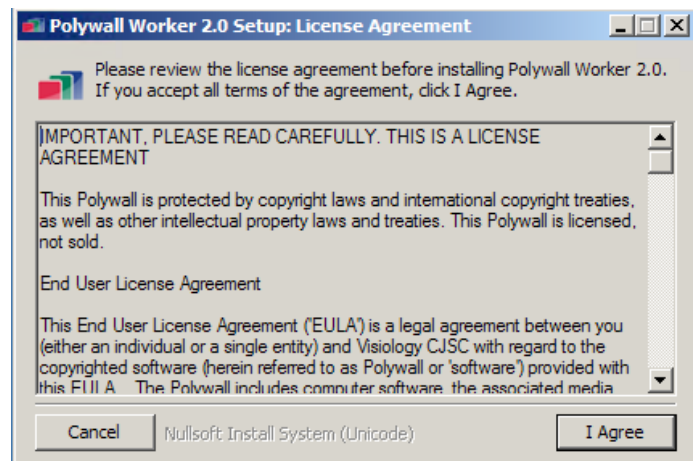 Polywall Worker 2.0 Setup: License Agreement
Please review the license agreement before installing Polywall Worker 2.0.
If you accept all terms of the agreement, click I Agree.
IMPORTANT, PLEASE READ CAREFULLY. THIS IS A LICENSE
AGREEMENT
This Polywall is protected by copyright laws and international copyright treaties,
as well as other intellectual property laws and treaties. This Polywall is licensed,
not sold.
End User License Agreement
This End User License Agreement ('EULA') is a legal agreement between you
(either an individual or a single entity) and Visiology CJSC with regard to the
copyrighted software (herein referred to as Polywall or 'software') provided with
this EULA. The Polywall includes computer software, the associated media
Cancel
Nullsoft Install System (Unicode)
I Agree